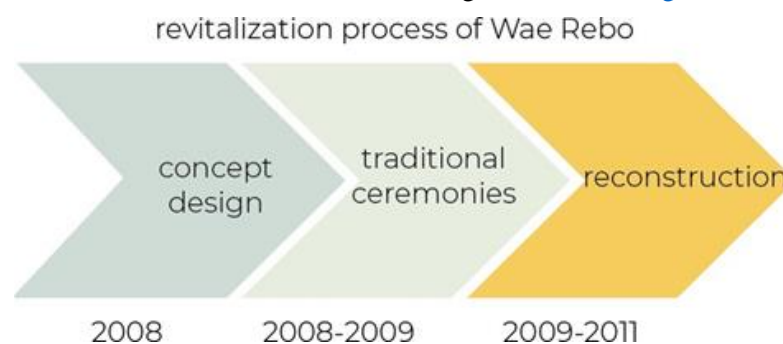 revitalization process of Wae Rebo
concept
design
traditional
ceremonies
reconstruction
2008
2008-2009
2009-2011